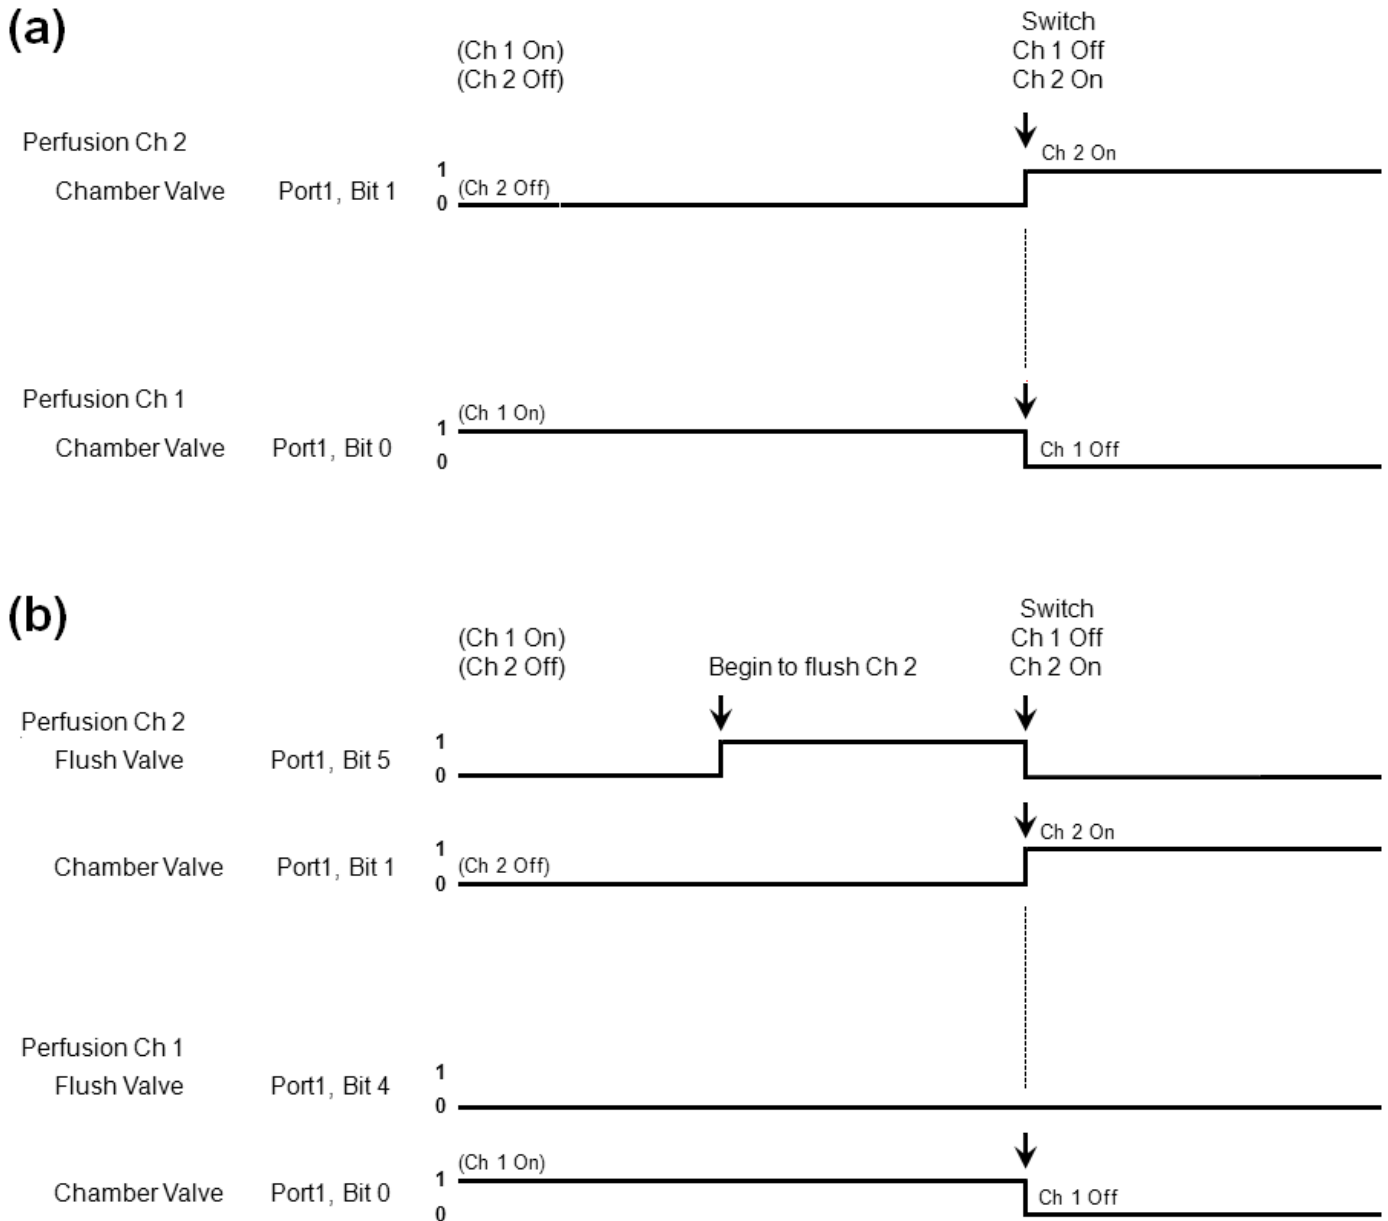 (a)
Switch
(Ch 1 On) Ch 1 Off
(Ch 2 Off) Ch 2 On
Perfusion Ch 2
Ch 2 On
1
Chamber Valve Port1, Bit 1 (Ch 2 Off)
0
Perfusion Ch 1
(Ch 1 On)
1
Chamber Valve Port1, Bit 0 Ch 1 Off
0
(b)
Switch
(Ch 1 On) Ch 1 Off
(Ch 2 Off) Begin to flush Ch 2 Ch 2 On
Perfusion Ch 2
1
Flush Valve Port1, Bit 5
0
Ch 2 On
1
Chamber Valve Port1, Bit 1 (Ch 2 Off)
0
Perfusion Ch 1
1
Flush Valve Port1, Bit 4
0
(Ch 1 On)
1
Chamber Valve Port1, Bit 0 Ch 1 Off
0